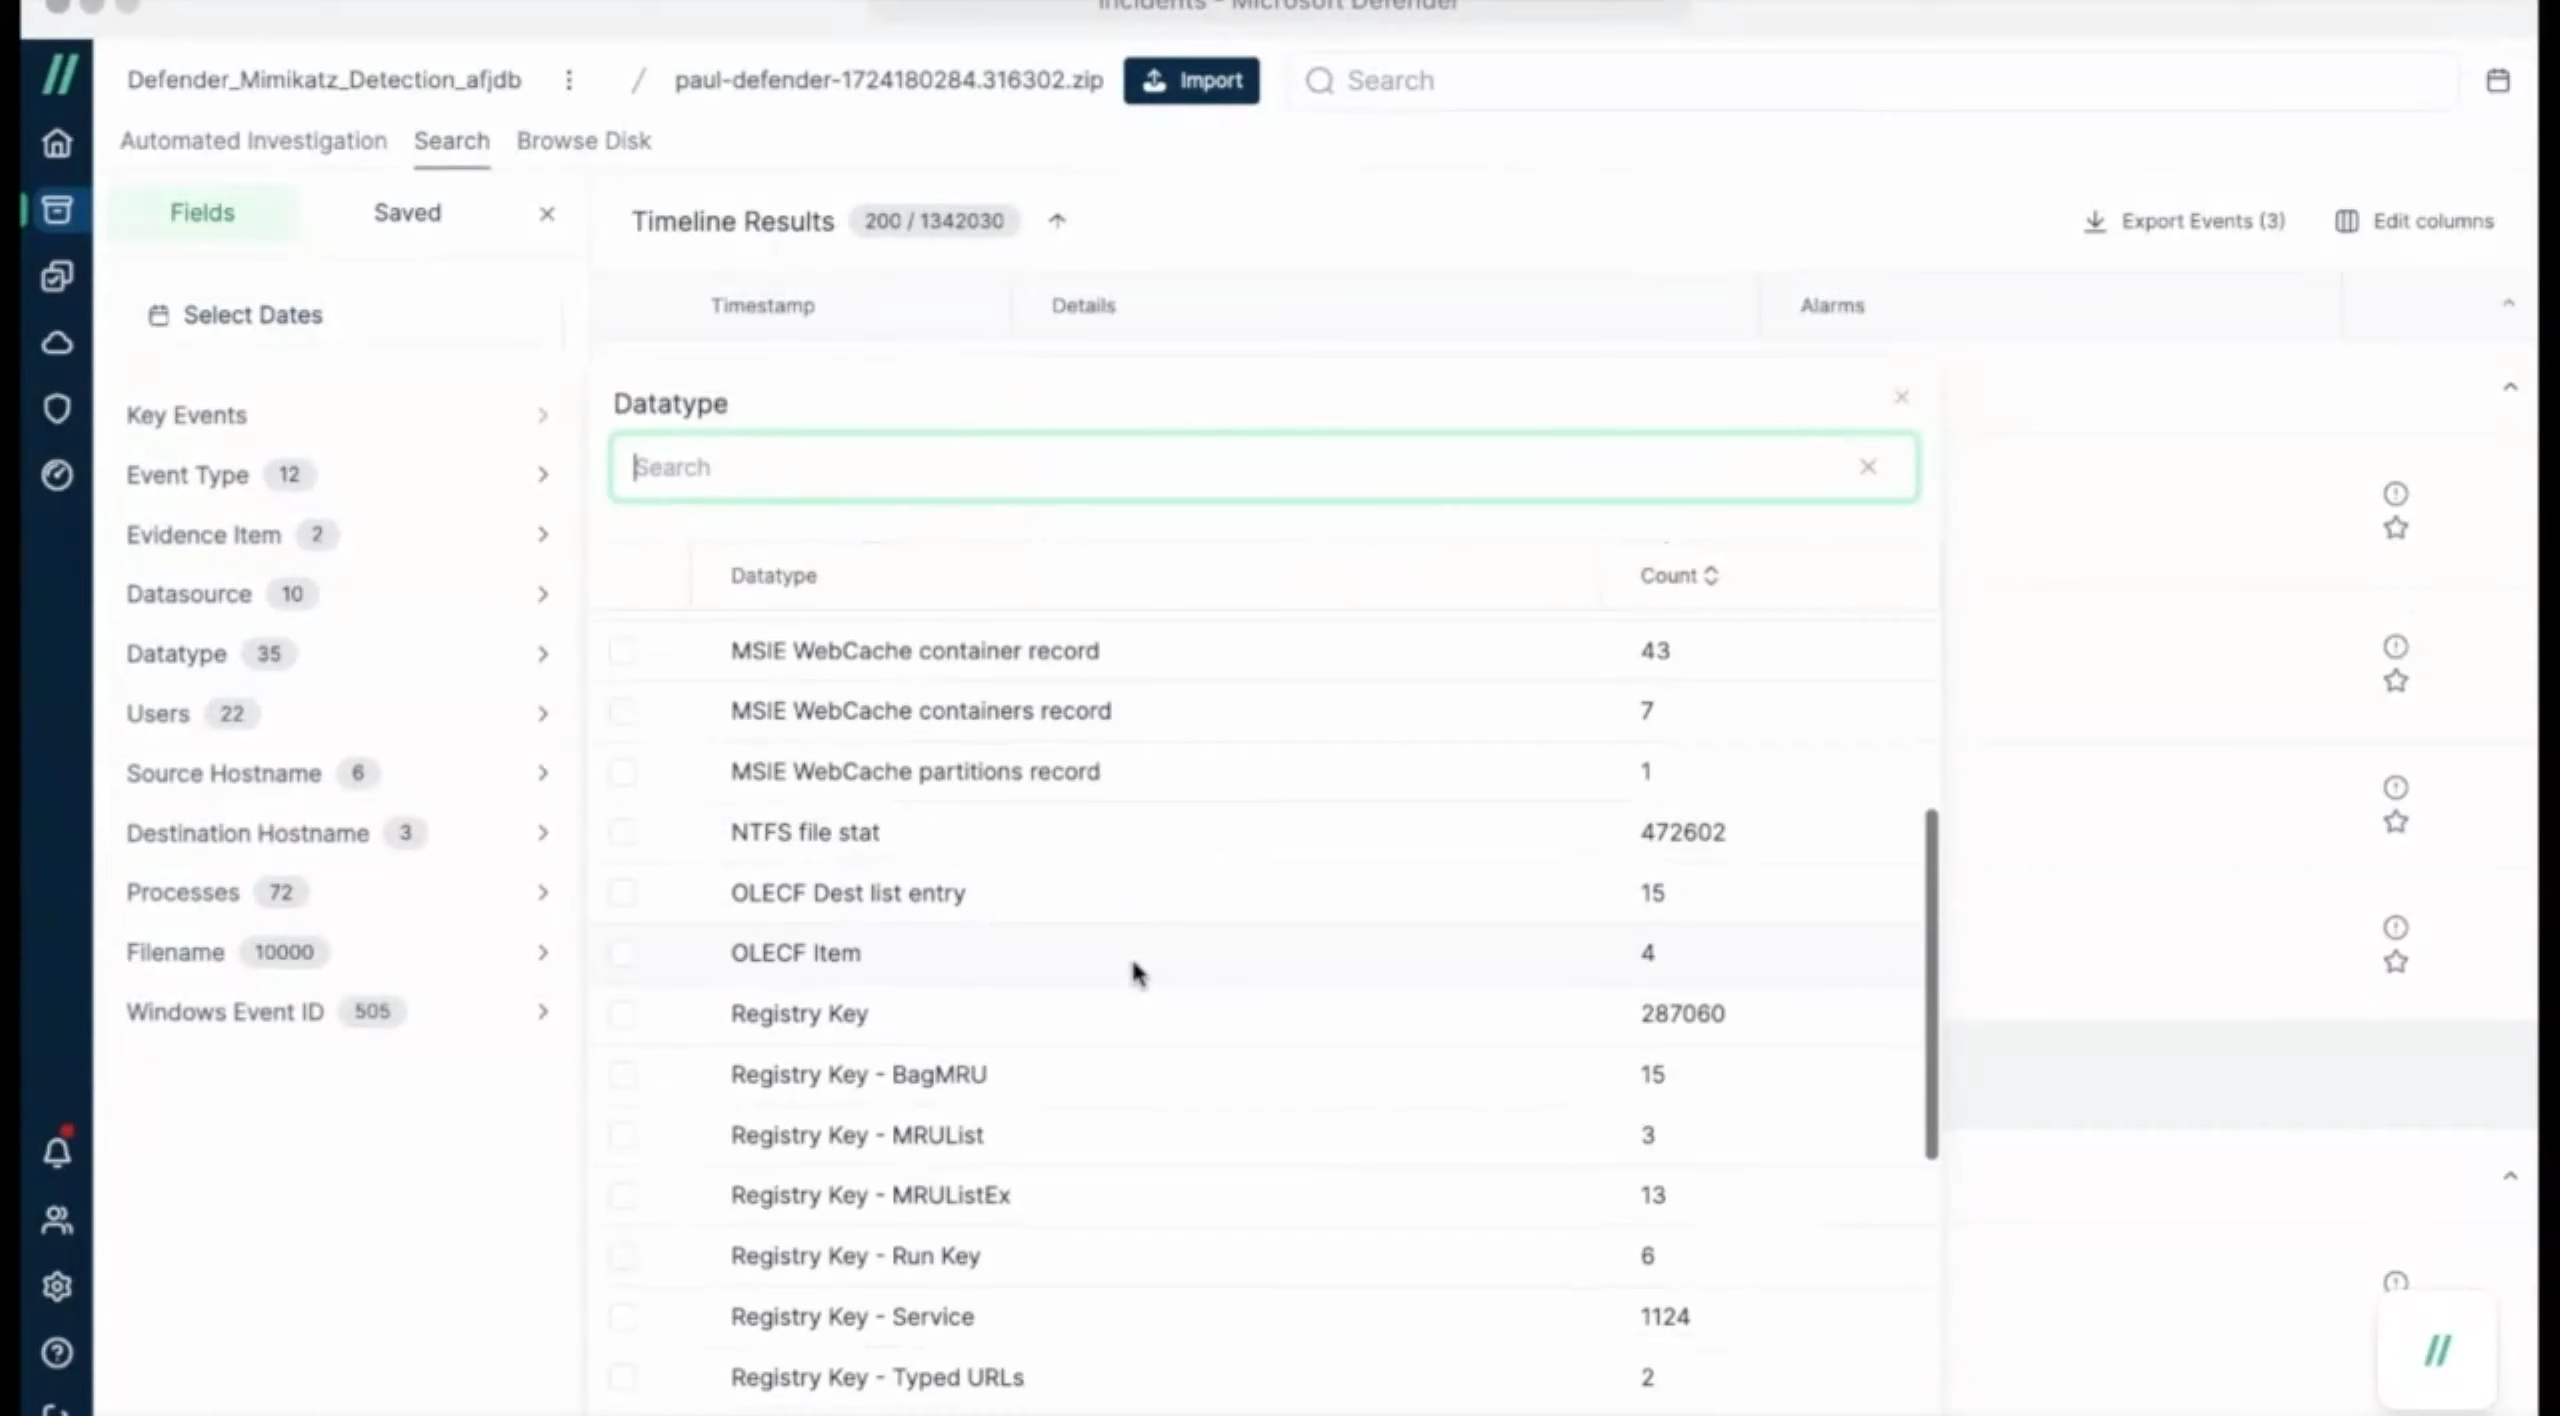 Incidents - Microsoft Defender
Defender_Mimikatz_Detection_afjdb / paul-defender-1724180284.316302.zip Import Search
Automated Investigation Search Browse Disk
Fields Saved
Timeline Results 200 / 1342030 Export Events (3) Edit columns
Select Dates
Timestamp Details Alarms
Key Events
Event Type 12
Evidence Item 2
Datasource 10
Datatype 35
Users 22
Source Hostname 6
Destination Hostname 3
Processes 72
Filename 10000
Windows Event ID 505
Datatype
Search
Datatype Count
MSIE WebCache container record 43
MSIE WebCache containers record 7
MSIE WebCache partitions record 1
NTFS file stat 472602
OLECF Dest list entry 15
OLECF Item 4
Registry Key 287060
Registry Key - BagMRU 15
Registry Key - MRUList 3
Registry Key - MRUListEx 13
Registry Key - Run Key 6
Registry Key - Service 1124
Registry Key - Typed URLs 2